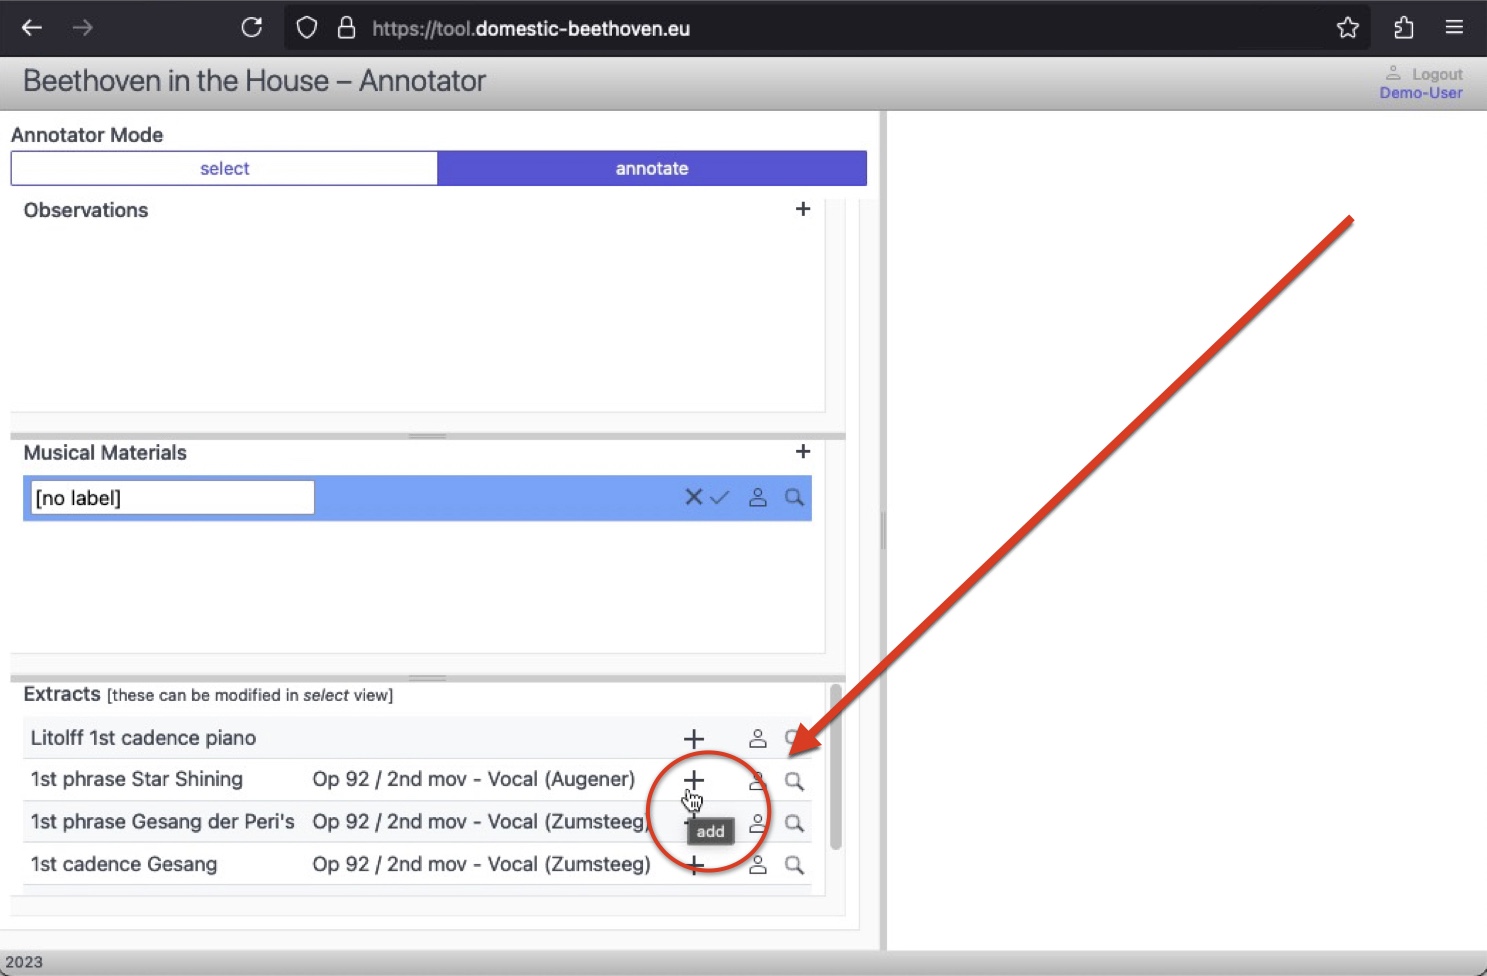 https://tool.domestic-beethoven.eu
Beethoven in the House – Annotator
Logout
Demo-User
Annotator Mode
select
annotate
Observations
Musical Materials
[no label]
Extracts [these can be modified in select view]
Litolff 1st cadence piano
1st phrase Star Shining Op 92 / 2nd mov - Vocal (Augener)
1st phrase Gesang der Peri's Op 92 / 2nd mov - Vocal (Zumsteeg)
add
1st cadence Gesang Op 92 / 2nd mov - Vocal (Zumsteeg)
2023